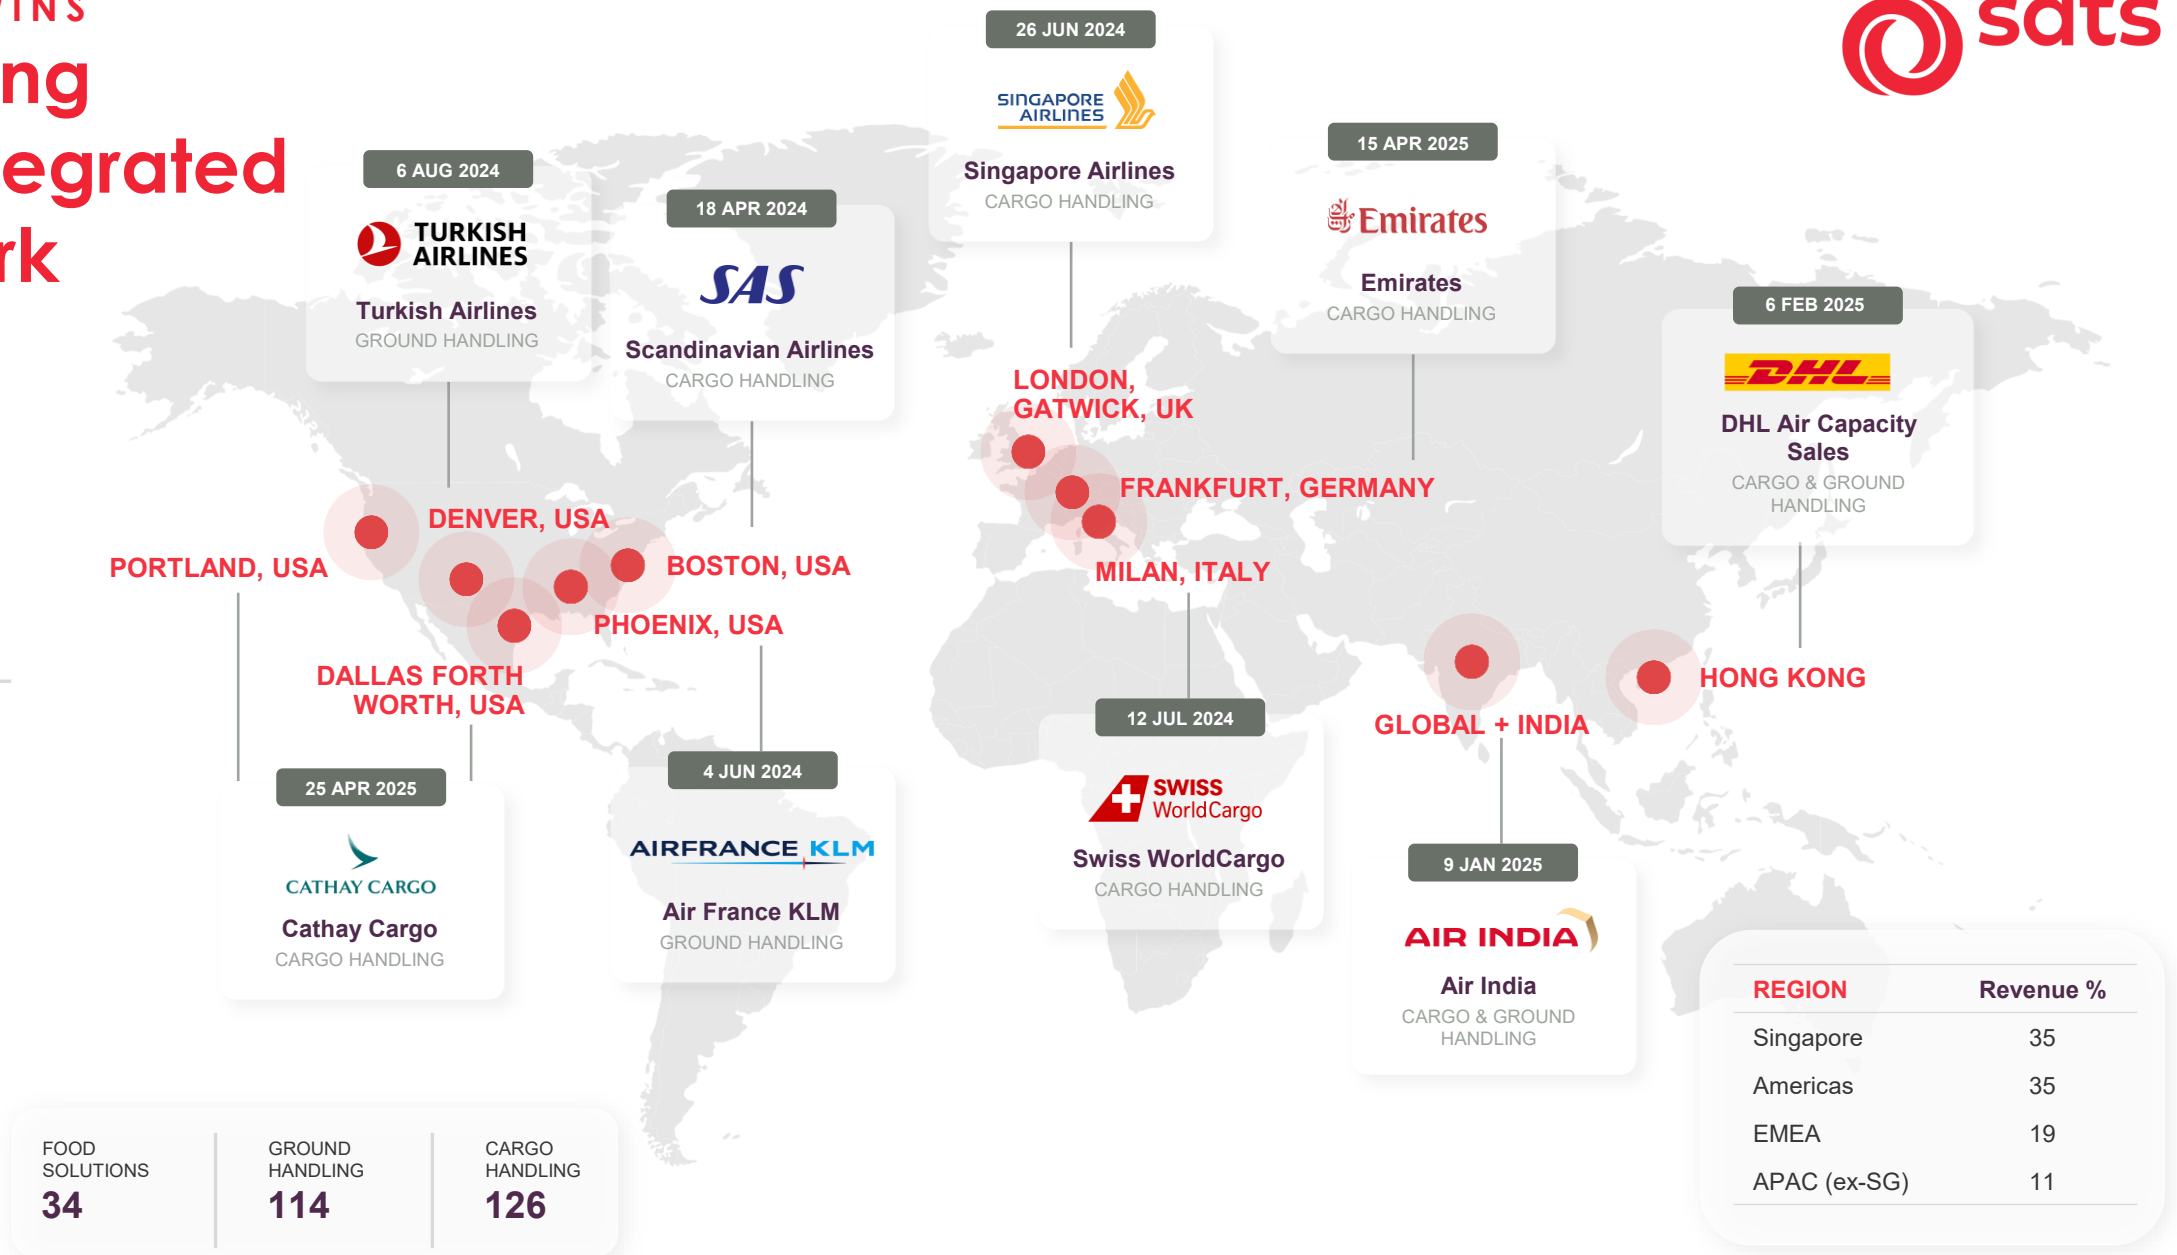 sats
26 JUN 2024
SINGAPORE
AIRLINES
Singapore Airlines
CARGO HANDLING
15 APR 2025
Emirates
Emirates
CARGO HANDLING
6 AUG 2024
TURKISH
AIRLINES
Turkish Airlines
GROUND HANDLING
18 APR 2024
SAS
Scandinavian Airlines
CARGO HANDLING
6 FEB 2025
DHL
DHL Air Capacity
Sales
CARGO & GROUND
HANDLING
LONDON,
GATWICK, UK
FRANKFURT, GERMANY
MILAN, ITALY
DENVER, USA
PORTLAND, USA
BOSTON, USA
PHOENIX, USA
DALLAS FORTH
WORTH, USA
HONG KONG
GLOBAL + INDIA
25 APR 2025
CATHAY CARGO
Cathay Cargo
CARGO HANDLING
4 JUN 2024
AIRFRANCE KLM
Air France KLM
GROUND HANDLING
12 JUL 2024
SWISS
WorldCargo
Swiss WorldCargo
CARGO HANDLING
9 JAN 2025
AIR INDIA
Air India
CARGO & GROUND
HANDLING
REGION Revenue %
Singapore 35
Americas 35
EMEA 19
APAC (ex-SG) 11
FOOD
SOLUTIONS
34
GROUND
HANDLING
114
CARGO
HANDLING
126